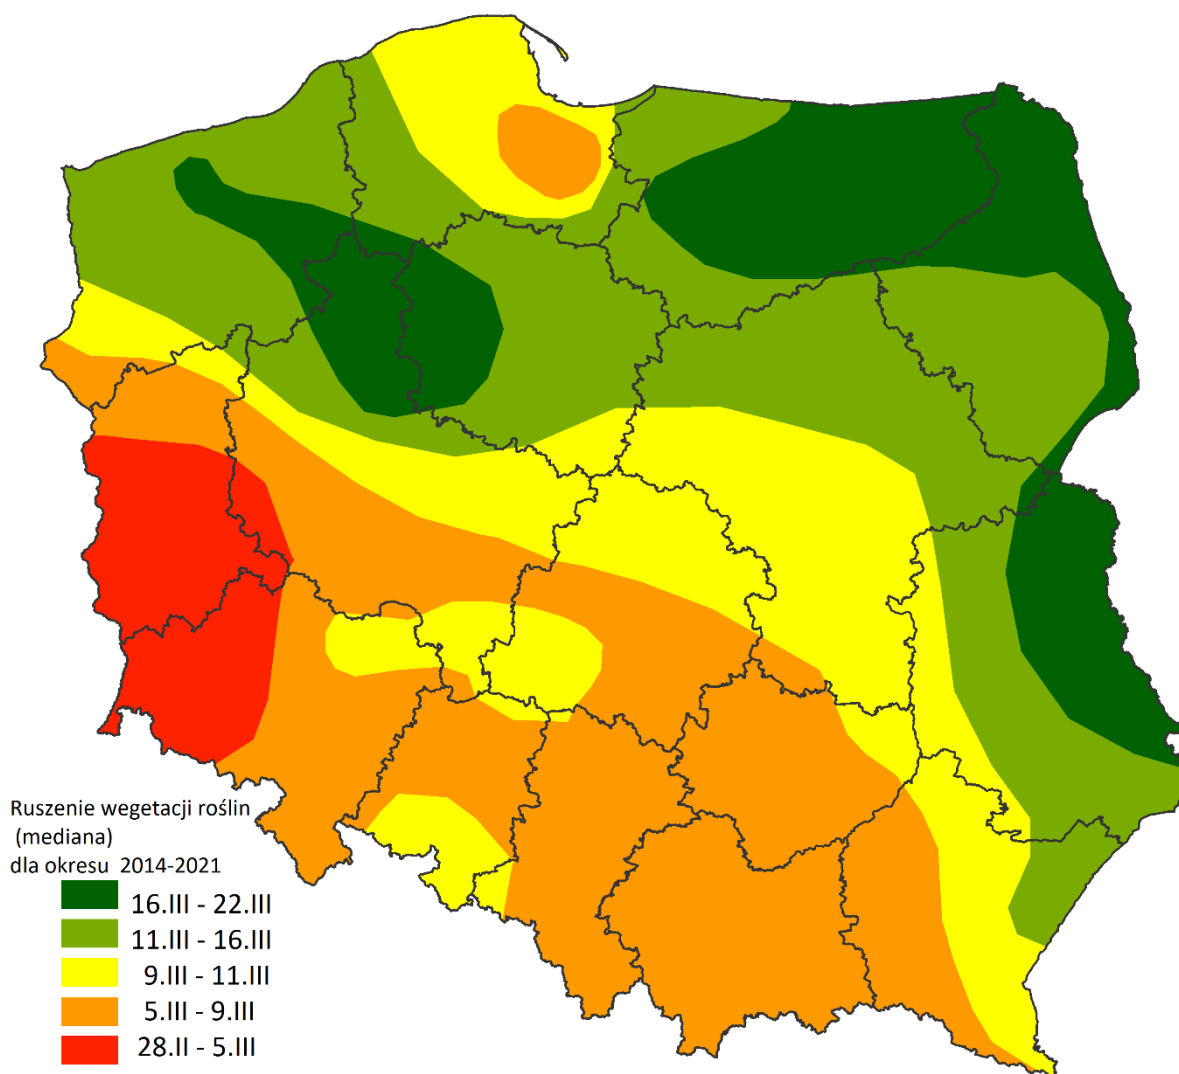 Ruszenie wegetacji roślin
(mediana)
dla okresu 2014-2021
16.III - 22.III
11.III - 16.III
9.III - 11.III
5.III - 9.III
28.II - 5.III